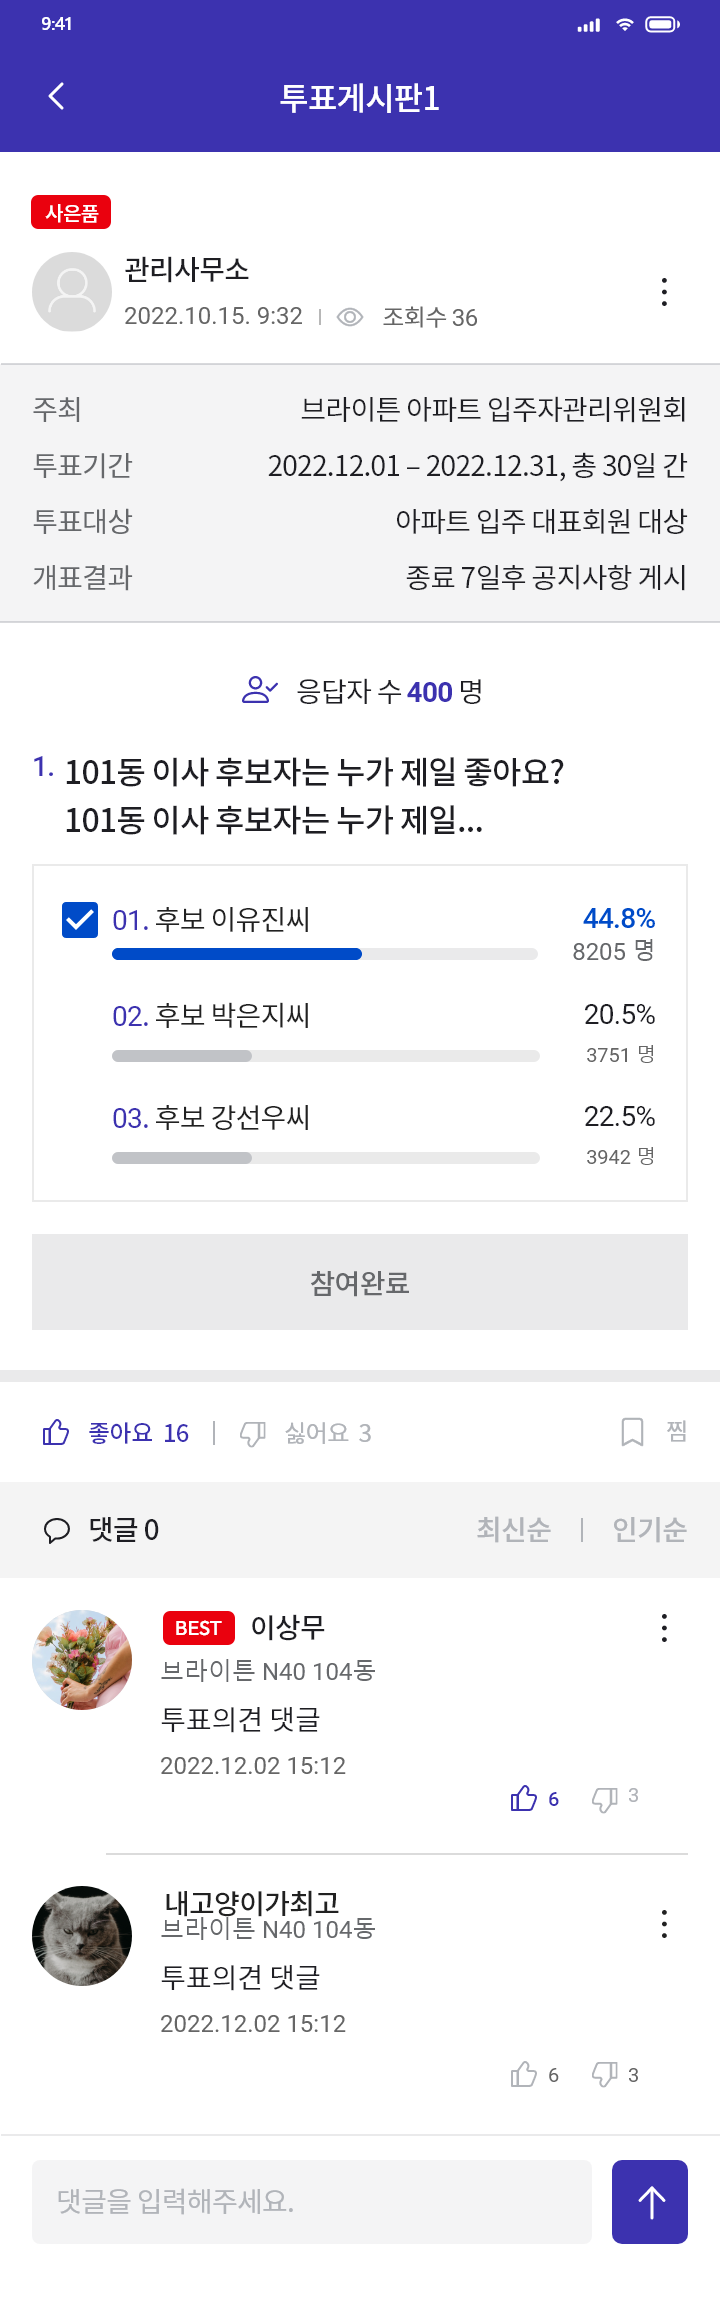 9:41
투표게시판1
사은품
관리사무소
2022.10.15. 9:32 | 조회수 36
주최 브라이튼 아파트 입주자관리위원회
투표기간 2022.12.01 – 2022.12.31, 총 30일 간
투표대상 아파트 입주 대표회원 대상
개표결과 종료 7일후 공지사항 게시
응답자 수 400 명
1. 101동 이사 후보자는 누가 제일 좋아요?
101동 이사 후보자는 누가 제일...
01. 후보 이유진씨 44.8%
8205 명
02. 후보 박은지씨 20.5%
3751 명
03. 후보 강선우씨 22.5%
3942 명
참여완료
좋아요 16 | 싫어요 3 찜
댓글 0 최신순 | 인기순
BEST 이상무
브라이튼 N40 104동
투표의견 댓글
2022.12.02 15:12
6 3
내고양이가최고
브라이튼 N40 104동
투표의견 댓글
2022.12.02 15:12
6 3
댓글을 입력해주세요.